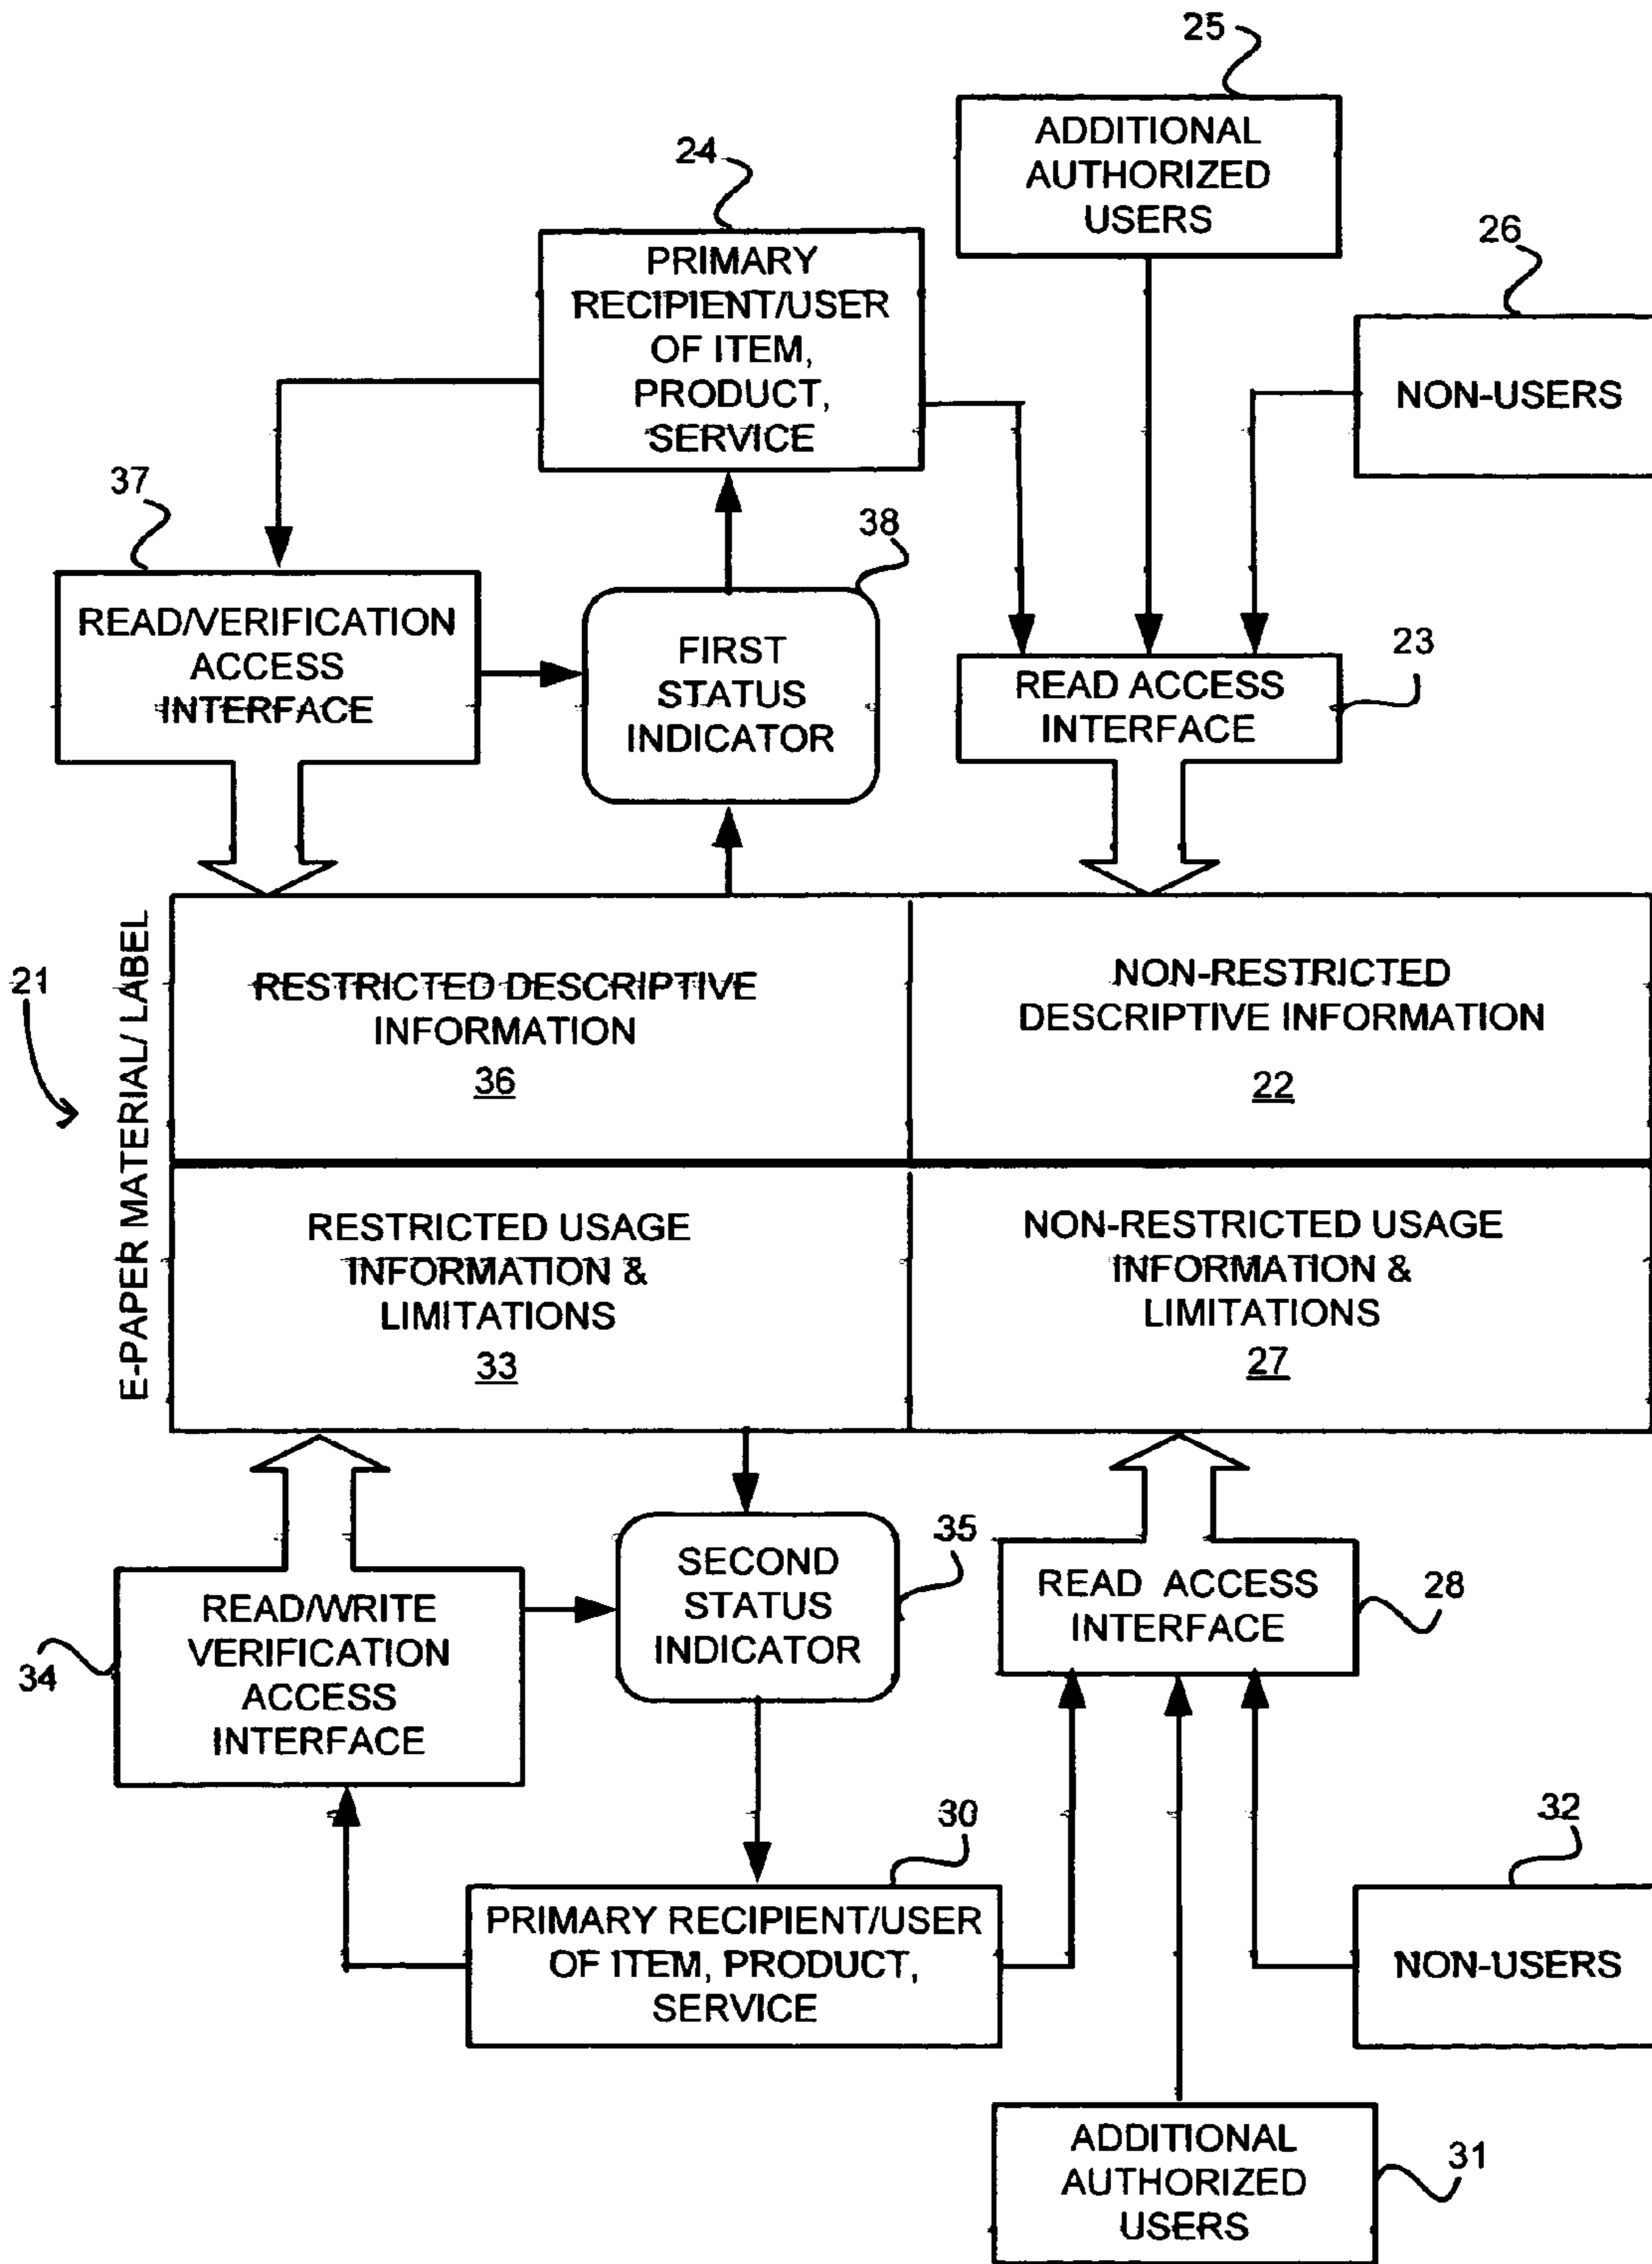 25
ADDITIONAL
AUTHORIZED
USERS
24
PRIMARY
RECIPIENT/USER
OF ITEM,
PRODUCT,
SERVICE
26
NON-USERS
37
READ/VERIFICATION
ACCESS
INTERFACE
38
FIRST
STATUS
INDICATOR
23
READ ACCESS
INTERFACE
21
E-PAPER MATERIAL/ LABEL
RESTRICTED DESCRIPTIVE
INFORMATION
36
NON-RESTRICTED
DESCRIPTIVE INFORMATION
22
RESTRICTED USAGE
INFORMATION &
LIMITATIONS
33
NON-RESTRICTED USAGE
INFORMATION &
LIMITATIONS
27
34
READ/WRITE
VERIFICATION
ACCESS
INTERFACE
SECOND
STATUS
INDICATOR
35
READ ACCESS
INTERFACE
28
30
PRIMARY RECIPIENT/USER
OF ITEM, PRODUCT,
SERVICE
32
NON-USERS
ADDITIONAL
AUTHORIZED
USERS
31